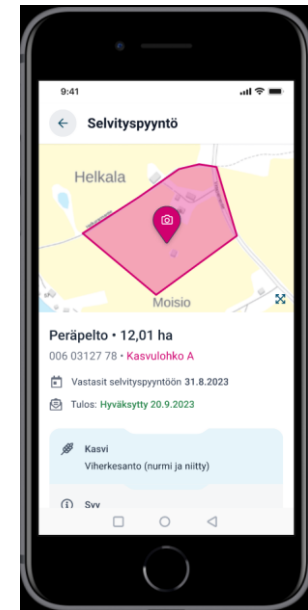 9:41
Selvityspyyntö
Helkala
Moisio
Peräpelto • 12,01 ha
006 03127 78 • Kasvulohko A
Vastasit selvityspyyntöön 31.8.2023
Tulos: Hyväksytty 20.9.2023
Kasvi
Viherkesanto (nurmi ja niitty)
Syy